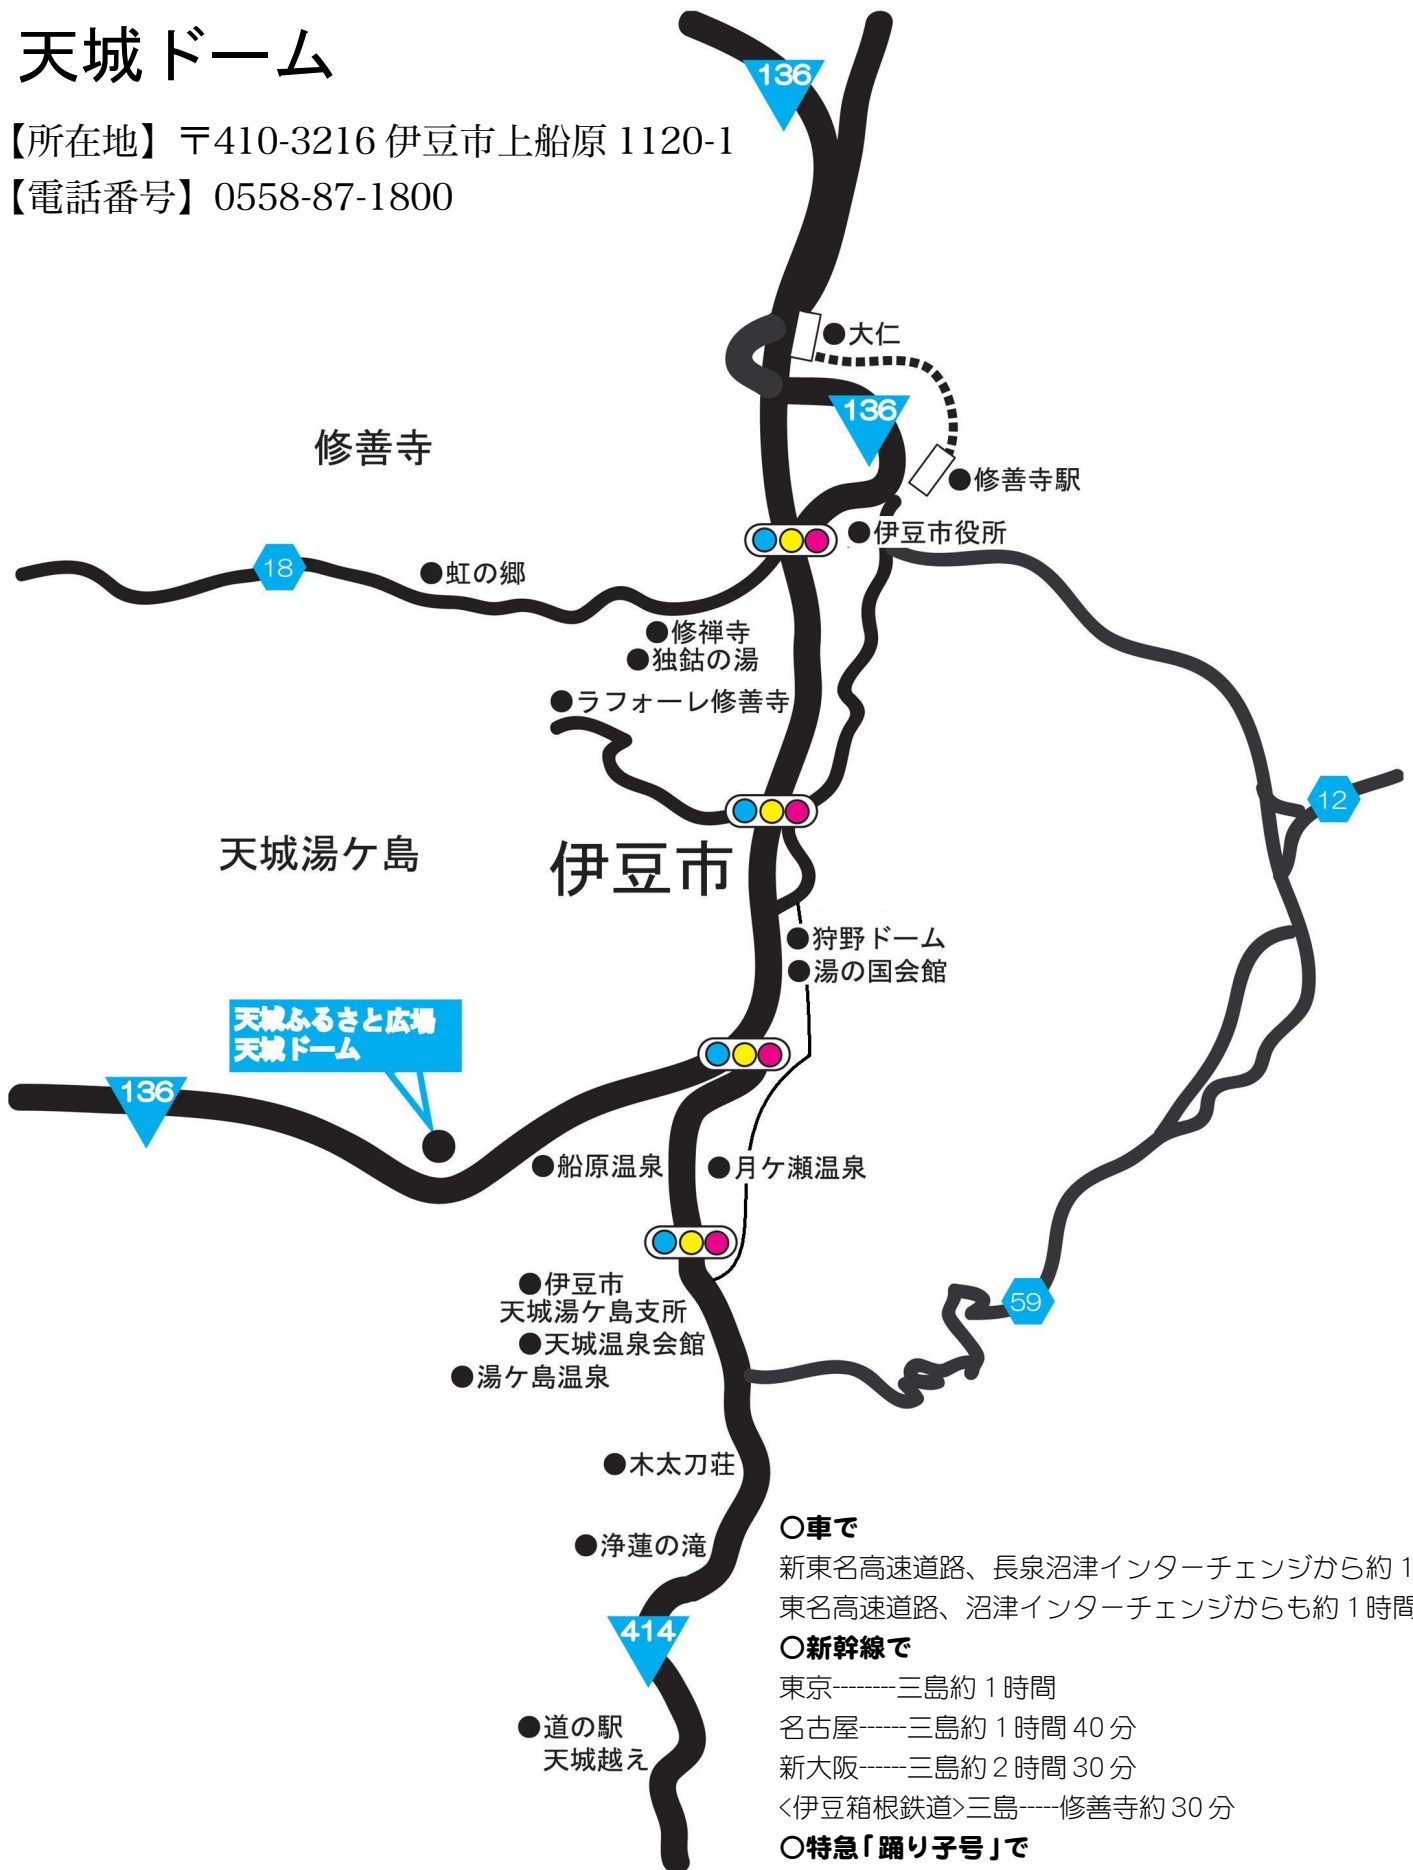 天城ドーム
【所在地】〒410-3216 伊豆市上船原 1120-1
【電話番号】0558-87-1800
136
大仁
136
修善寺
修善寺駅
伊豆市役所
18
虹の郷
修禅寺
独鈷の湯
ラフォーレ修善寺
12
天城湯ケ島
伊豆市
狩野ドーム
湯の国会館
天城ふるさと広場
天城ドーム
136
船原温泉
月ケ瀬温泉
伊豆市
天城湯ケ島支所
59
天城温泉会館
湯ケ島温泉
木太刀荘
浄蓮の滝
414
道の駅
天城越え
〇車で
新東名高速道路、長泉沼津インターチェンジから約1
東名高速道路、沼津インターチェンジからも約1時間
〇新幹線で
東京--------三島約1時間
名古屋------三島約1時間40分
新大阪------三島約2時間30分
<伊豆箱根鉄道>三島-----修善寺約30分
〇特急「踊り子号」で